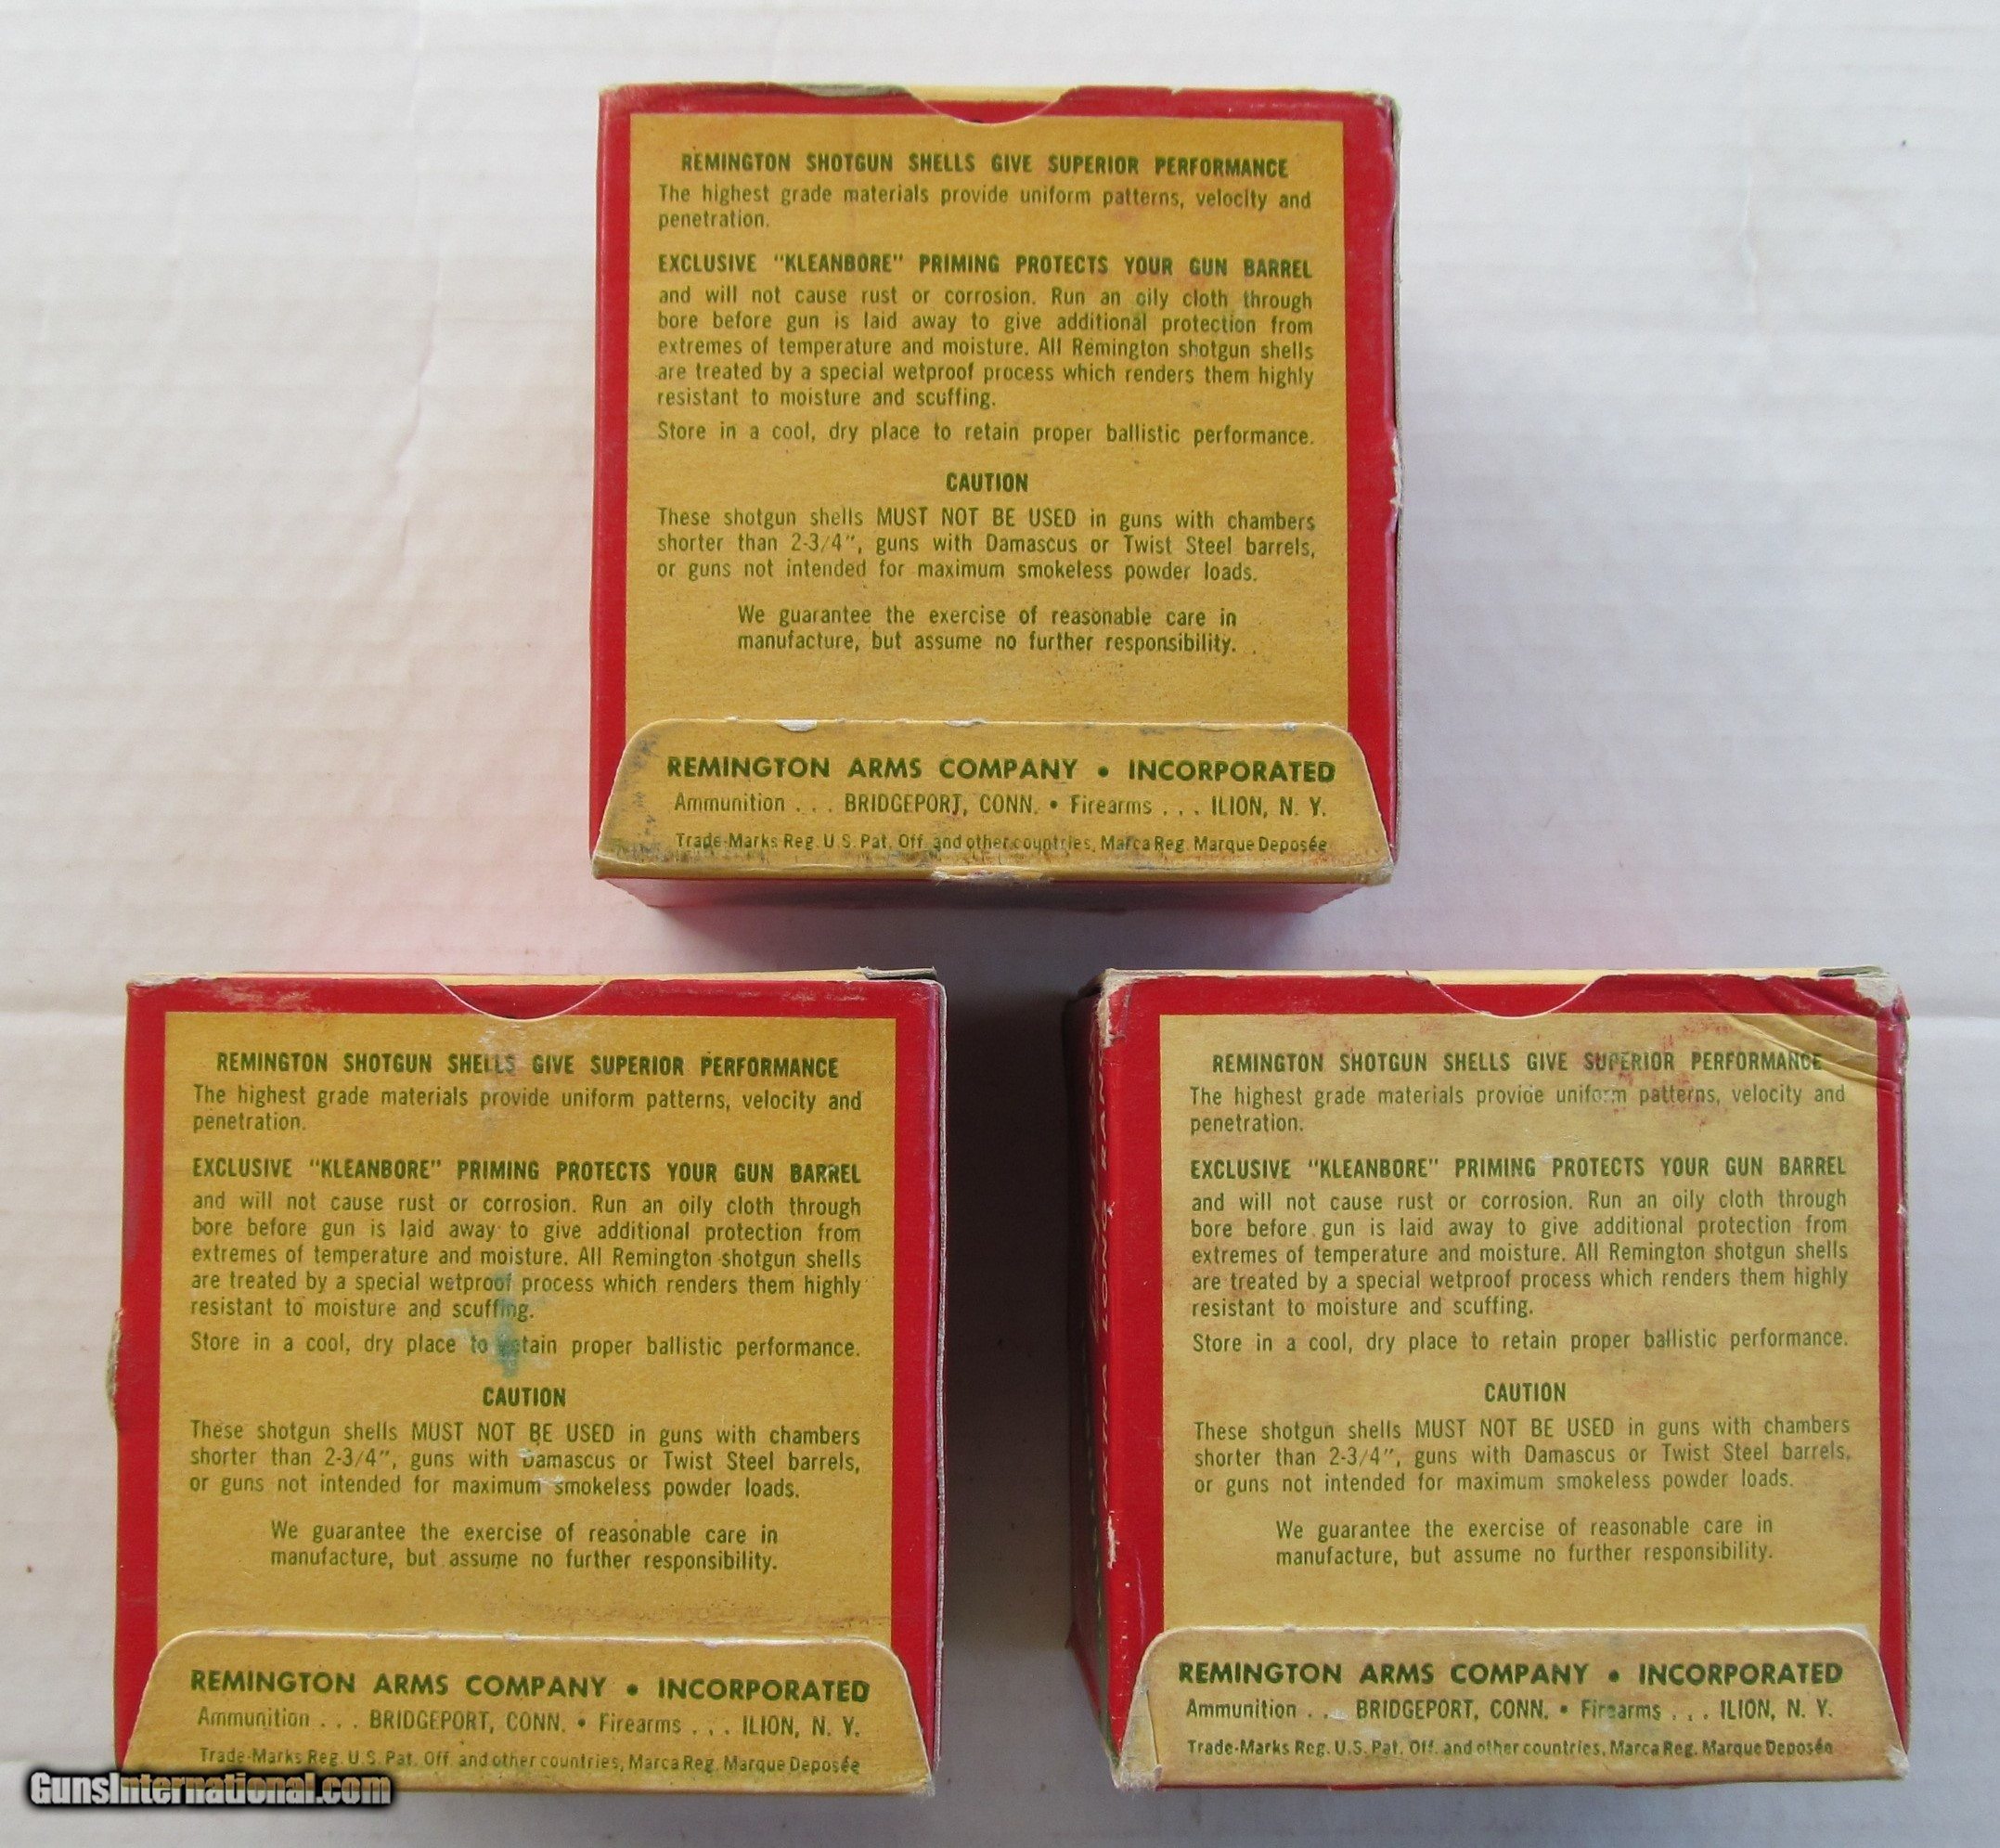 REMINGTON SHOTGUN SHELLS GIVE SUPERIOR PERFORMANCE
The highest grade materials provide uniform patterns, velocity and
penetration.
EXCLUSIVE "KLEANBORE" PRIMING PROTECTS YOUR GUN BARREL
and will not cause rust or corrosion. Run an oily cloth through
bore before gun is laid away to give additional protection from
extremes of temperature and moisture. All Remington shotgun shells
are treated by a special wetproof process which renders them highly
resistant to moisture and scuffing.
Store in a cool, dry place to retain proper ballistic performance.
CAUTION
These shotgun shells MUST NOT BE USED in guns with chambers
shorter than 2-3/4", guns with Damascus or Twist Steel barrels,
or guns not intended for maximum smokeless powder loads.
We guarantee the exercise of reasonable care in
manufacture, but assume no further responsibility.
REMINGTON ARMS COMPANY • INCORPORATED
Ammunition . . . BRIDGEPORT, CONN. • Firearms . . . ILION, N. Y.
Trade-Marks Reg. U.S. Pat. Off. and other countries, Marca Reg. Marque Deposée
REMINGTON SHOTGUN SHELLS GIVE SUPERIOR PERFORMANCE
The highest grade materials provide uniform patterns, velocity and
penetration.
EXCLUSIVE "KLEANBORE" PRIMING PROTECTS YOUR GUN BARREL
and will not cause rust or corrosion. Run an oily cloth through
bore before gun is laid away to give additional protection from
extremes of temperature and moisture. All Remington shotgun shells
are treated by a special wetproof process which renders them highly
resistant to moisture and scuffing.
Store in a cool, dry place to retain proper ballistic performance.
CAUTION
These shotgun shells MUST NOT BE USED in guns with chambers
shorter than 2-3/4", guns with Damascus or Twist Steel barrels,
or guns not intended for maximum smokeless powder loads.
We guarantee the exercise of reasonable care in
manufacture, but assume no further responsibility.
REMINGTON ARMS COMPANY • INCORPORATED
Ammunition . . . BRIDGEPORT, CONN. • Firearms . . . ILION, N. Y.
Trade-Marks Reg. U.S. Pat. Off. and other countries, Marca Reg. Marque Deposée
REMINGTON SHOTGUN SHELLS GIVE SUPERIOR PERFORMANCE
The highest grade materials provide uniform patterns, velocity and
penetration.
EXCLUSIVE "KLEANBORE" PRIMING PROTECTS YOUR GUN BARREL
and will not cause rust or corrosion. Run an oily cloth through
bore before gun is laid away to give additional protection from
extremes of temperature and moisture. All Remington shotgun shells
are treated by a special wetproof process which renders them highly
resistant to moisture and scuffing.
Store in a cool, dry place to retain proper ballistic performance.
CAUTION
These shotgun shells MUST NOT BE USED in guns with chambers
shorter than 2-3/4", guns with Damascus or Twist Steel barrels,
or guns not intended for maximum smokeless powder loads.
We guarantee the exercise of reasonable care in
manufacture, but assume no further responsibility.
REMINGTON ARMS COMPANY • INCORPORATED
Ammunition . . . BRIDGEPORT, CONN. • Firearms . . . ILION, N. Y.
Trade-Marks Reg. U.S. Pat. Off. and other countries, Marca Reg. Marque Deposée
LONG RAN
GunsInternational.com